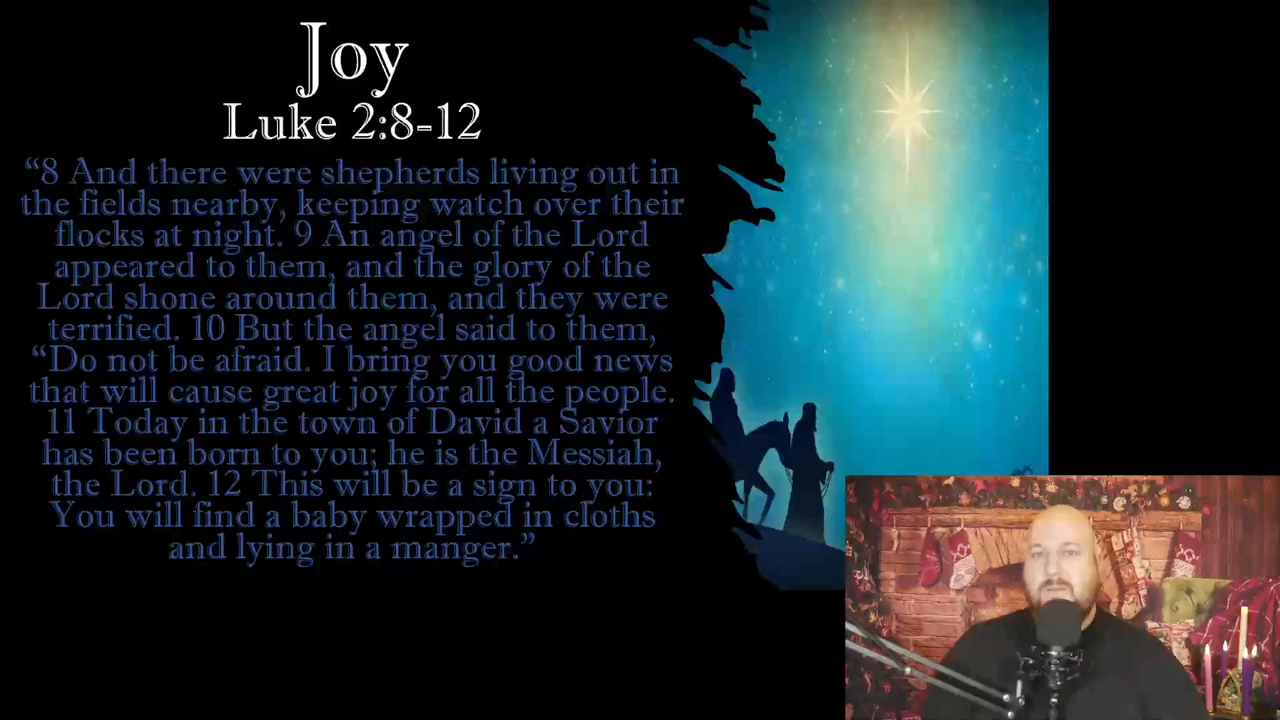 Joy
Luke 2:8-12
“8 And there were shepherds living out in
the fields nearby, keeping watch over their
flocks at night. 9 An angel of the Lord
appeared to them, and the glory of the
Lord shone around them, and they were
terrified. 10 But the angel said to them,
“Do not be afraid. I bring you good news
that will cause great joy for all the people.
11 Today in the town of David a Savior
has been born to you; he is the Messiah,
the Lord. 12 This will be a sign to you:
You will find a baby wrapped in cloths
and lying in a manger.”